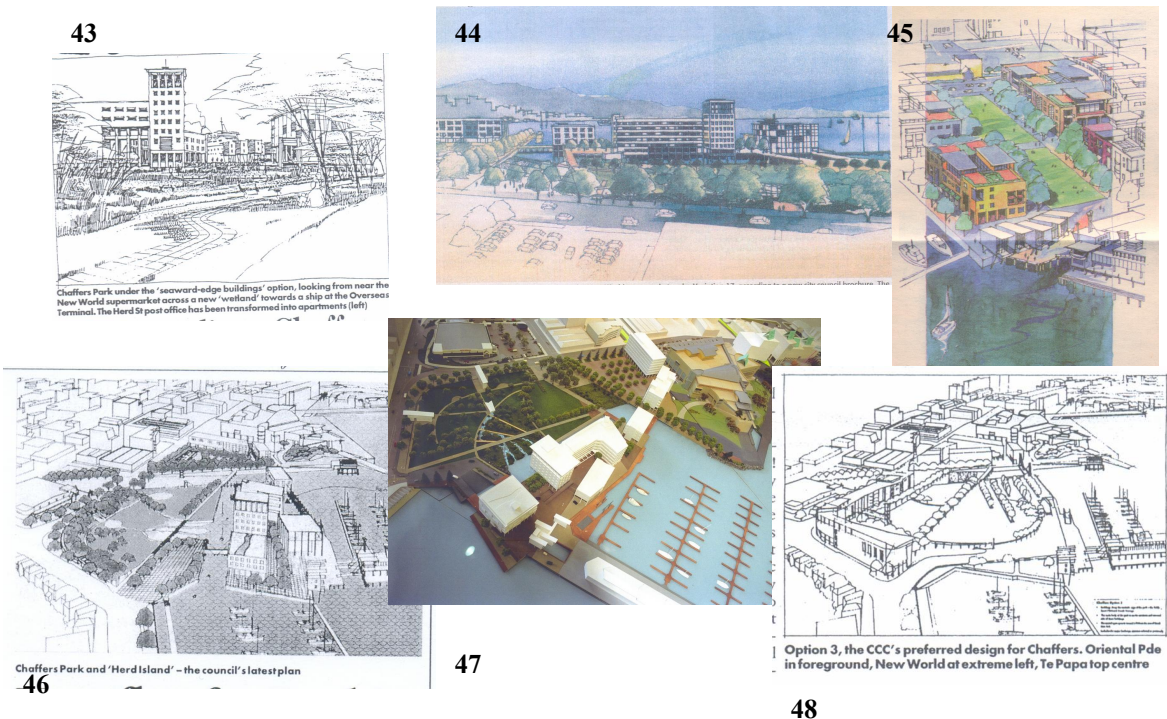 43
44
45
Chaffers Park under the 'seaward-edge buildings' option, looking from near the
New World supermarket across a new 'wetland' towards a ship at the Overseas
Terminal. The Herd St post office has been transformed into apartments (left)
Chaffers Park and 'Herd Island' – the council's latest plan
46
47
Option 3, the CCC's preferred design for Chaffers. Oriental Pde
in foreground, New World at extreme left, Te Papa top centre
48